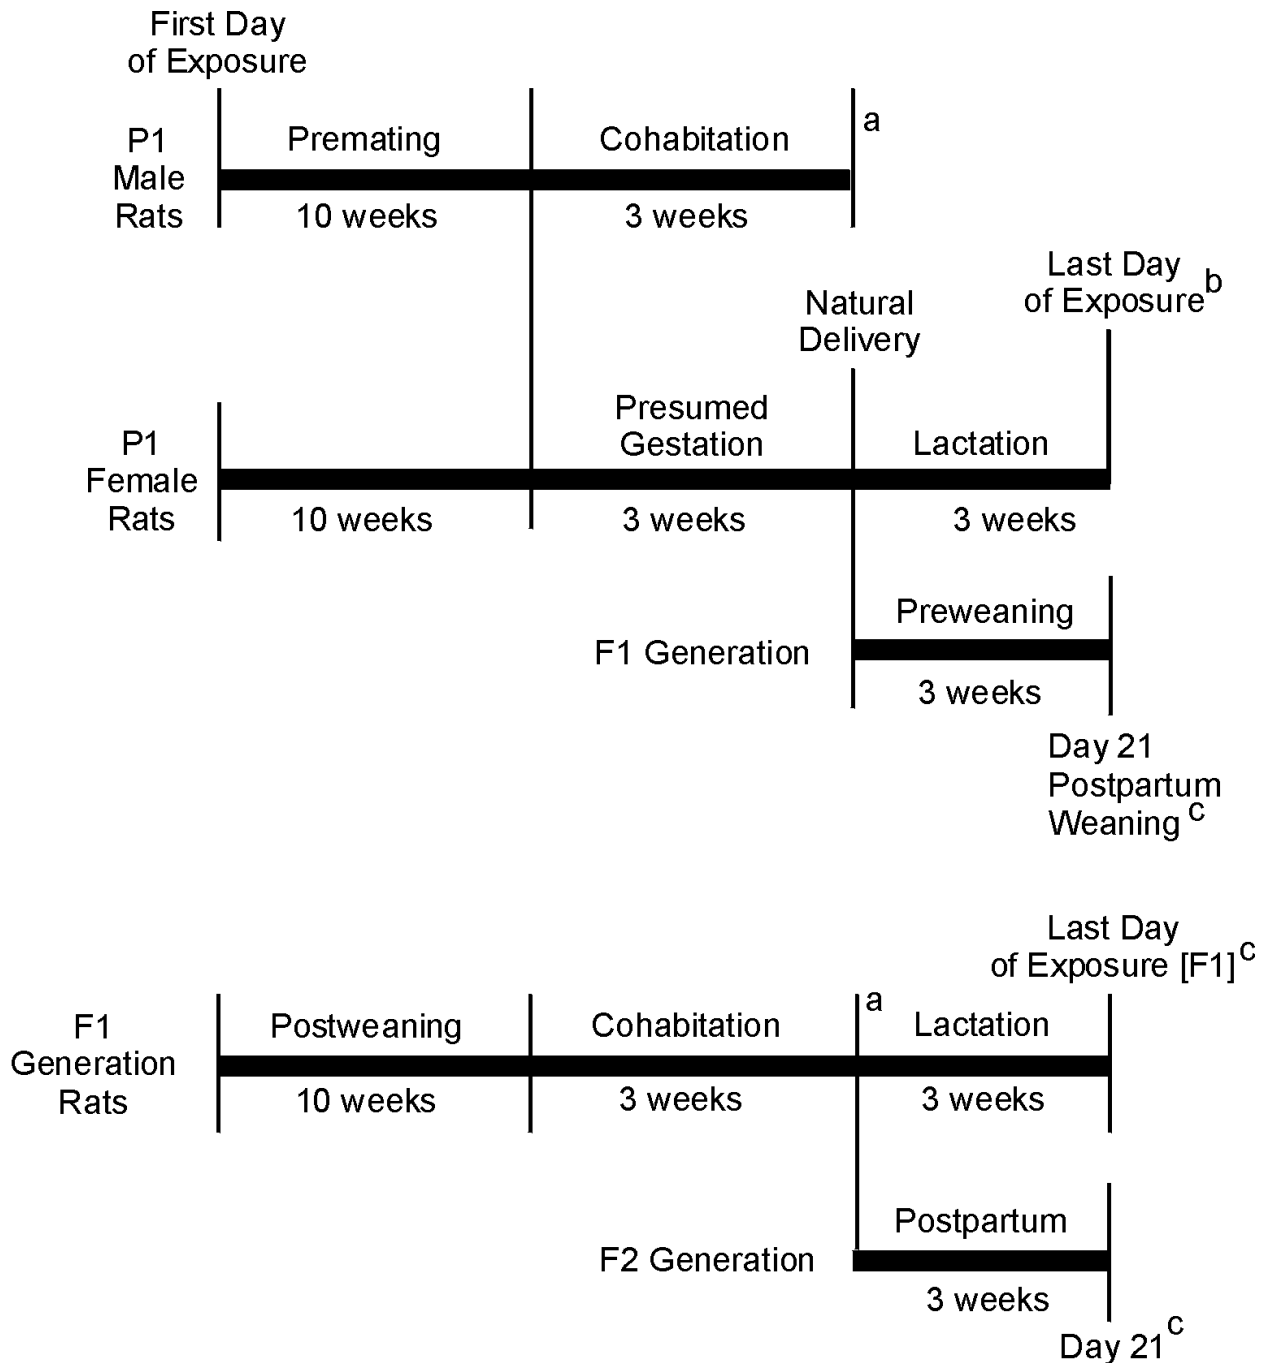 First Day
of Exposure
P1
Male
Rats
Premating
Cohabitation
a
10 weeks
3 weeks
Last Day
of Exposure b
Natural
Delivery
P1
Female
Rats
Presumed
Gestation
Lactation
10 weeks
3 weeks
3 weeks
Preweaning
F1 Generation
3 weeks
Day 21
Postpartum
Weaning c
Last Day
of Exposure [F1] c
F1
Generation
Rats
Postweaning
Cohabitation
a
Lactation
10 weeks
3 weeks
3 weeks
Postpartum
F2 Generation
3 weeks
Day 21 c